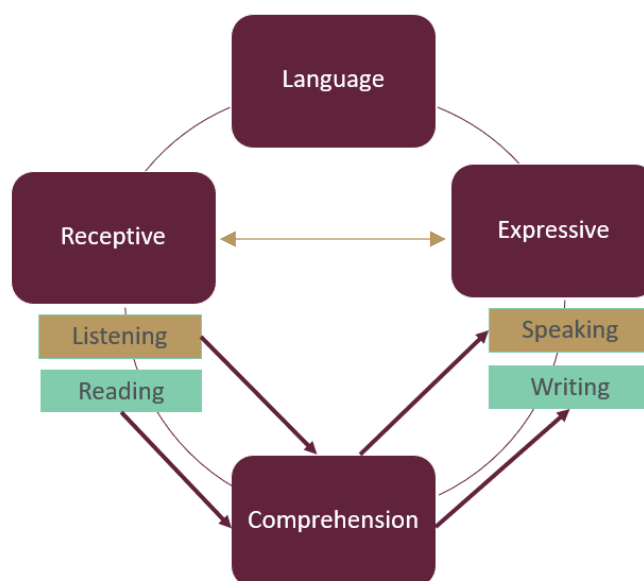 Language
Receptive
Expressive
Listening
Speaking
Reading
Writing
Comprehension